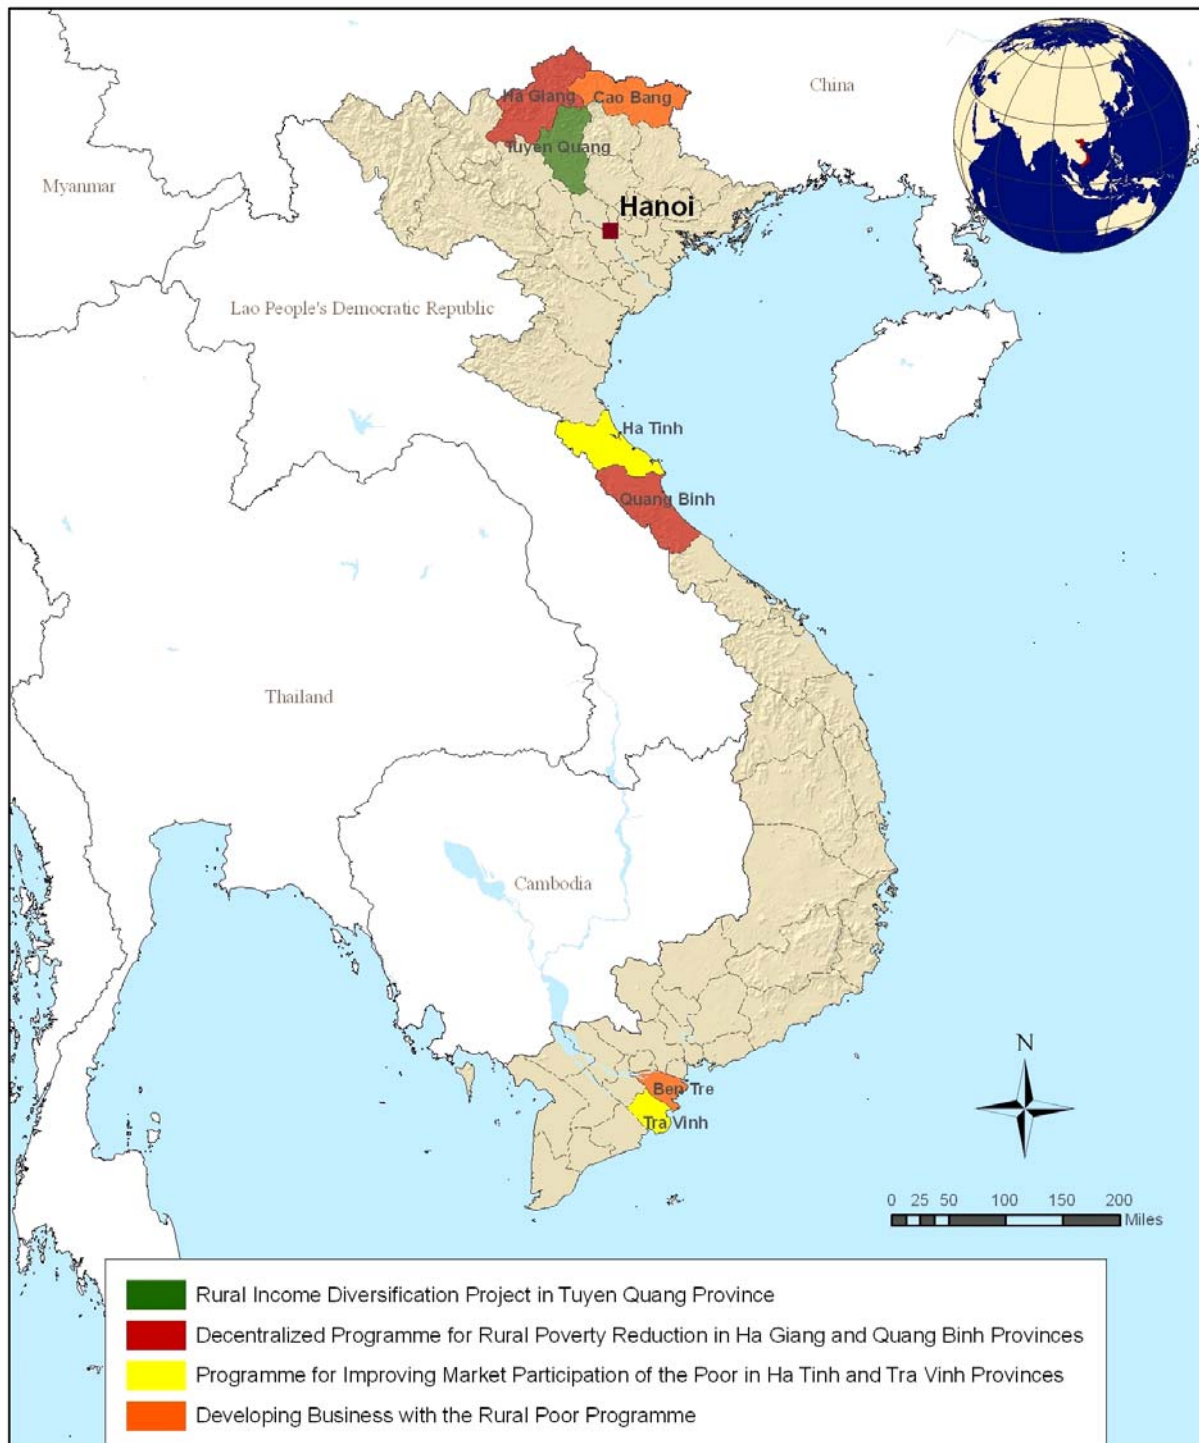 China
Ha Giang
Cao Bang
Tuyen Quang
Myanmar
Hanoi
Lao People's Democratic Republic
Ha Tinh
Quang Binh
Thailand
Cambodia
N
Ben Tre
Tra Vinh
0 25 50 100 150 200
Miles
Rural Income Diversification Project in Tuyen Quang Province
Decentralized Programme for Rural Poverty Reduction in Ha Giang and Quang Binh Provinces
Programme for Improving Market Participation of the Poor in Ha Tinh and Tra Vinh Provinces
Developing Business with the Rural Poor Programme